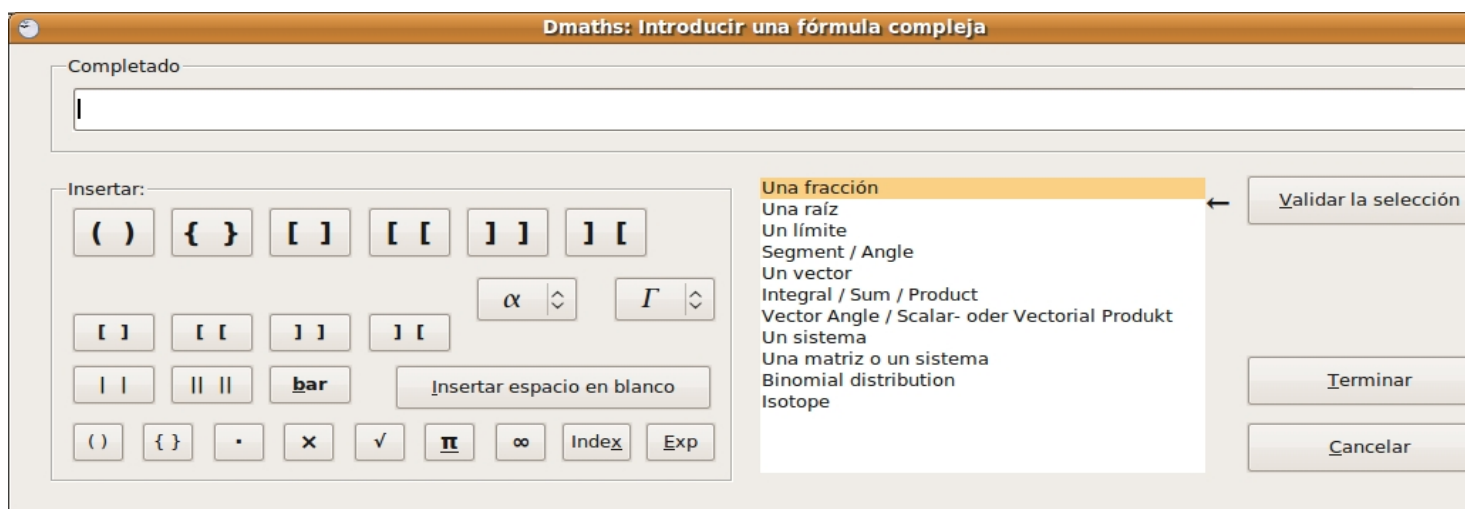 Dmaths: Introducir una fórmula compleja
Completado
Insertar:
( ) { } [ ] [ [ ] ] ] [
α Γ
[ ] [ [ ] ] ] [
| | || || bar Insertar espacio en blanco
( ) { } · × √ π ∞ Index Exp
Una fracción
Una raíz
Un límite
Segment / Angle
Un vector
Integral / Sum / Product
Vector Angle / Scalar- oder Vectorial Produkt
Un sistema
Una matriz o un sistema
Binomial distribution
Isotope
← Validar la selección
Terminar
Cancelar